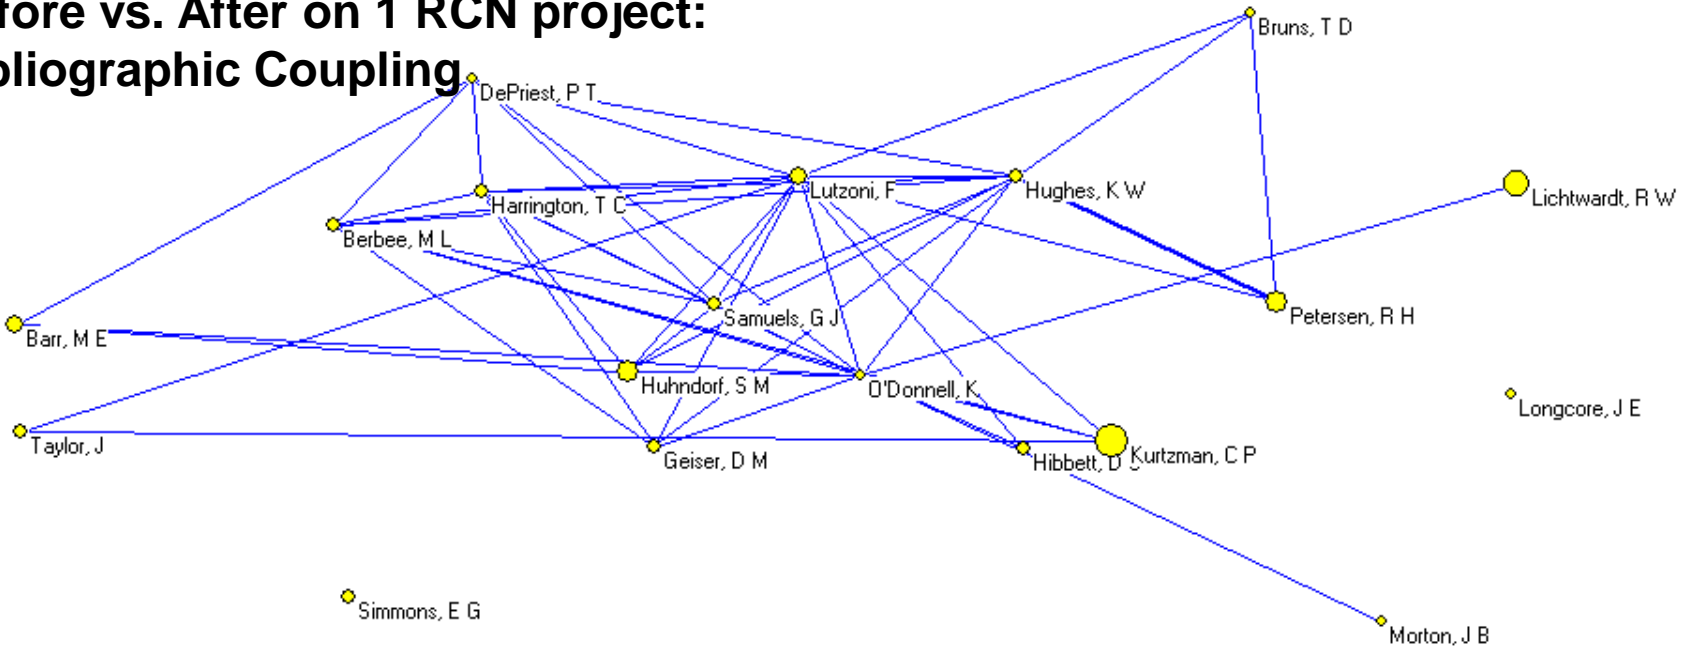 fore vs. After on 1 RCN project:
bliographic Coupling
Bruns, T D
DePriest, P T
Lutzoni, F
Hughes, K W
Lichtwardt, R W
Harrington, T C
Berbee, M L
Samuels, G J
Petersen, R H
Barr, M E
Huhndorf, S M
O'Donnell, K
Longcore, J E
Taylor, J
Geiser, D M
Hibbett, D S
Kurtzman, C P
Simmons, E G
Morton, J B